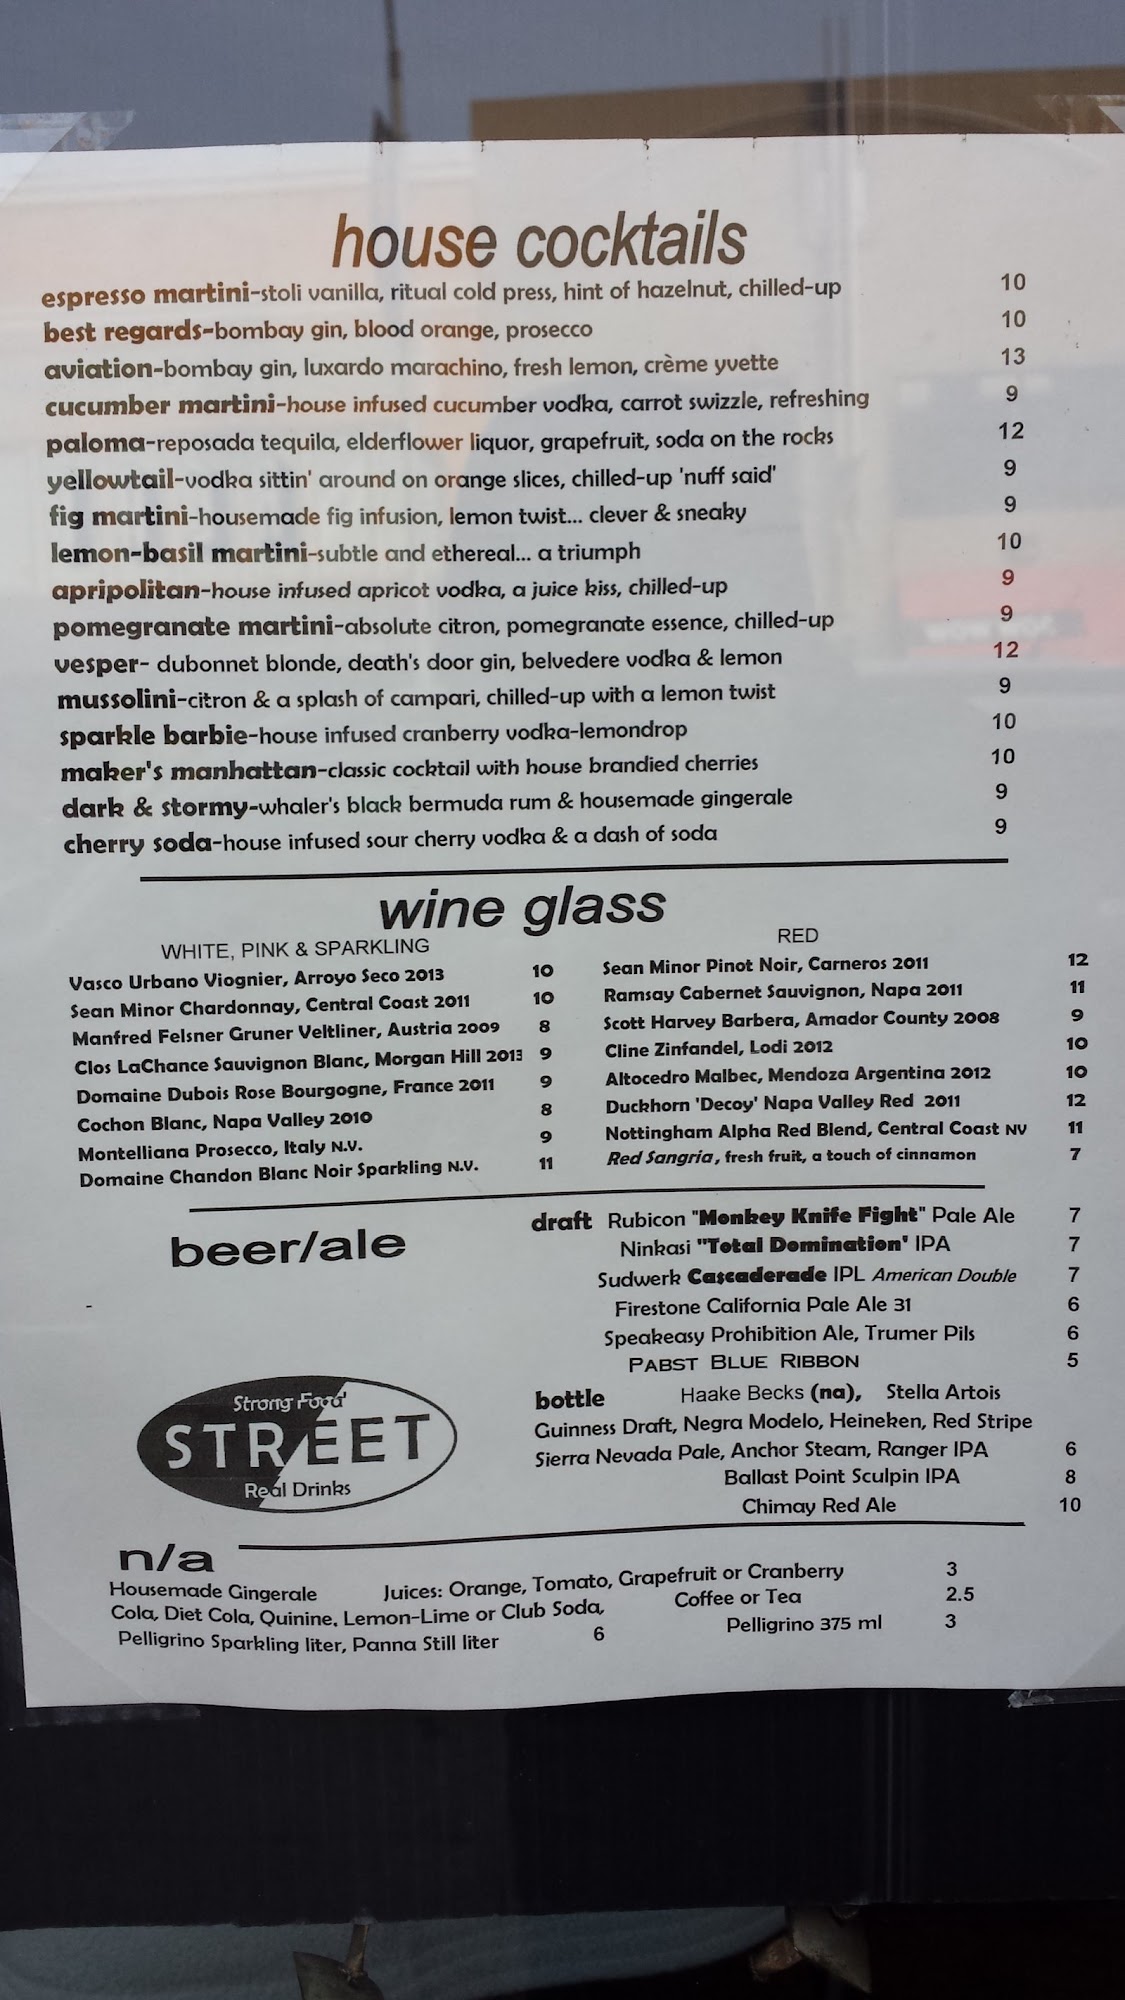 house cocktails
espresso martini-stoli vanilla, ritual cold press, hint of hazelnut, chilled-up 10
best regards-bombay gin, blood orange, prosecco 10
aviation-bombay gin, luxardo marachino, fresh lemon, crème yvette 13
cucumber martini-house infused cucumber vodka, carrot swizzle, refreshing 9
paloma-reposada tequila, elderflower liquor, grapefruit, soda on the rocks 12
yellowtail-vodka sittin' around on orange slices, chilled-up 'nuff said' 9
fig martini-housemade fig infusion, lemon twist... clever & sneaky 9
lemon-basil martini-subtle and ethereal... a triumph 10
apripolitan-house infused apricot vodka, a juice kiss, chilled-up 9
pomegranate martini-absolute citron, pomegranate essence, chilled-up 9
vesper- dubonnet blonde, death's door gin, belvedere vodka & lemon 12
mussolini-citron & a splash of campari, chilled-up with a lemon twist 9
sparkle barbie-house infused cranberry vodka-lemondrop 10
maker's manhattan-classic cocktail with house brandied cherries 10
dark & stormy-whaler's black bermuda rum & housemade gingerale 9
cherry soda-house infused sour cherry vodka & a dash of soda 9
wine glass
WHITE, PINK & SPARKLING
Vasco Urbano Viognier, Arroyo Seco 2013 10
Sean Minor Chardonnay, Central Coast 2011 10
Manfred Felsner Gruner Veltliner, Austria 2009 8
Clos LaChance Sauvignon Blanc, Morgan Hill 2013 9
Domaine Dubois Rose Bourgogne, France 2011 9
Cochon Blanc, Napa Valley 2010 8
Montelliana Prosecco, Italy N.V. 9
Domaine Chandon Blanc Noir Sparkling N.V. 11
RED
Sean Minor Pinot Noir, Carneros 2011 12
Ramsay Cabernet Sauvignon, Napa 2011 11
Scott Harvey Barbera, Amador County 2008 9
Cline Zinfandel, Lodi 2012 10
Altocedro Malbec, Mendoza Argentina 2012 10
Duckhorn 'Decoy' Napa Valley Red 2011 12
Nottingham Alpha Red Blend, Central Coast NV 11
Red Sangria, fresh fruit, a touch of cinnamon 7
beer/ale
draft Rubicon "Monkey Knife Fight" Pale Ale 7
Ninkasi "Total Domination' IPA 7
Sudwerk Cascaderade IPL American Double 7
Firestone California Pale Ale 31 6
Speakeasy Prohibition Ale, Trumer Pils 6
PABST BLUE RIBBON 5
bottle Haake Becks (na), Stella Artois
Guinness Draft, Negra Modelo, Heineken, Red Stripe
Sierra Nevada Pale, Anchor Steam, Ranger IPA 6
Ballast Point Sculpin IPA 8
Chimay Red Ale 10
Strong Food
STREET
Real Drinks
n/a
Housemade Gingerale Juices: Orange, Tomato, Grapefruit or Cranberry 3
Cola, Diet Cola, Quinine, Lemon-Lime or Club Soda, Coffee or Tea 2.5
Pelligrino Sparkling liter, Panna Still liter 6 Pelligrino 375 ml 3